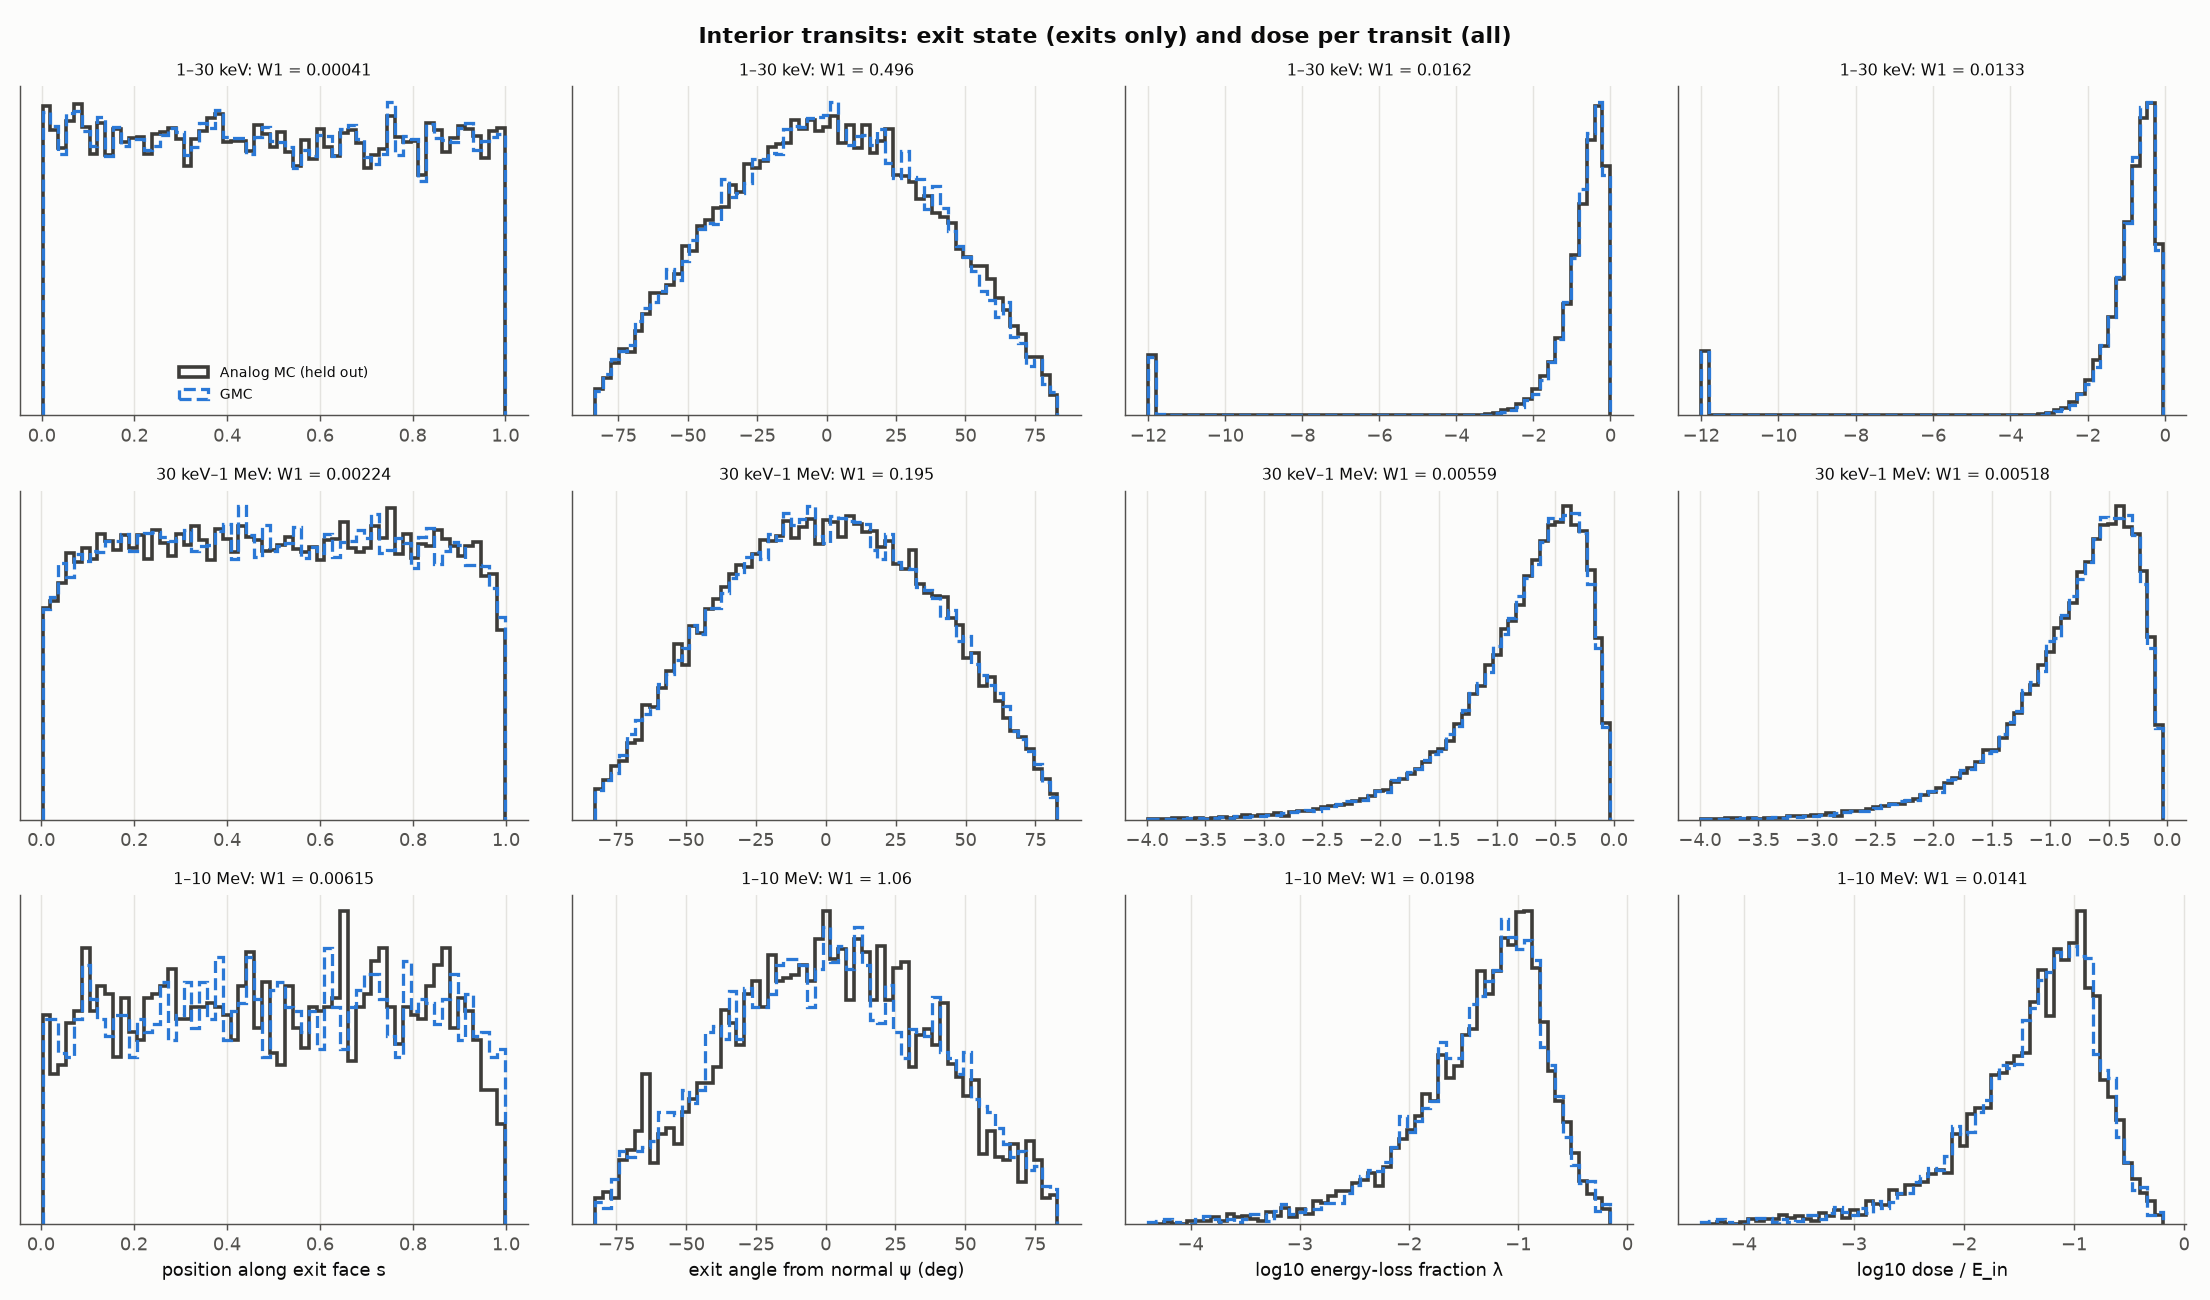 Interior transits: exit state (exits only) and dose per transit (all)
1–30 keV: W1 = 0.00041
1–30 keV: W1 = 0.496
1–30 keV: W1 = 0.0162
1–30 keV: W1 = 0.0133
Analog MC (held out)
GMC
0.0 0.2 0.4 0.6 0.8 1.0
−75 −50 −25 0 25 50 75
−12 −10 −8 −6 −4 −2 0
−12 −10 −8 −6 −4 −2 0
30 keV–1 MeV: W1 = 0.00224
30 keV–1 MeV: W1 = 0.195
30 keV–1 MeV: W1 = 0.00559
30 keV–1 MeV: W1 = 0.00518
0.0 0.2 0.4 0.6 0.8 1.0
−75 −50 −25 0 25 50 75
−4.0 −3.5 −3.0 −2.5 −2.0 −1.5 −1.0 −0.5 0.0
−4.0 −3.5 −3.0 −2.5 −2.0 −1.5 −1.0 −0.5 0.0
1–10 MeV: W1 = 0.00615
1–10 MeV: W1 = 1.06
1–10 MeV: W1 = 0.0198
1–10 MeV: W1 = 0.0141
0.0 0.2 0.4 0.6 0.8 1.0
−75 −50 −25 0 25 50 75
−4 −3 −2 −1 0
−4 −3 −2 −1 0
position along exit face s
exit angle from normal ψ (deg)
log10 energy-loss fraction λ
log10 dose / E_in